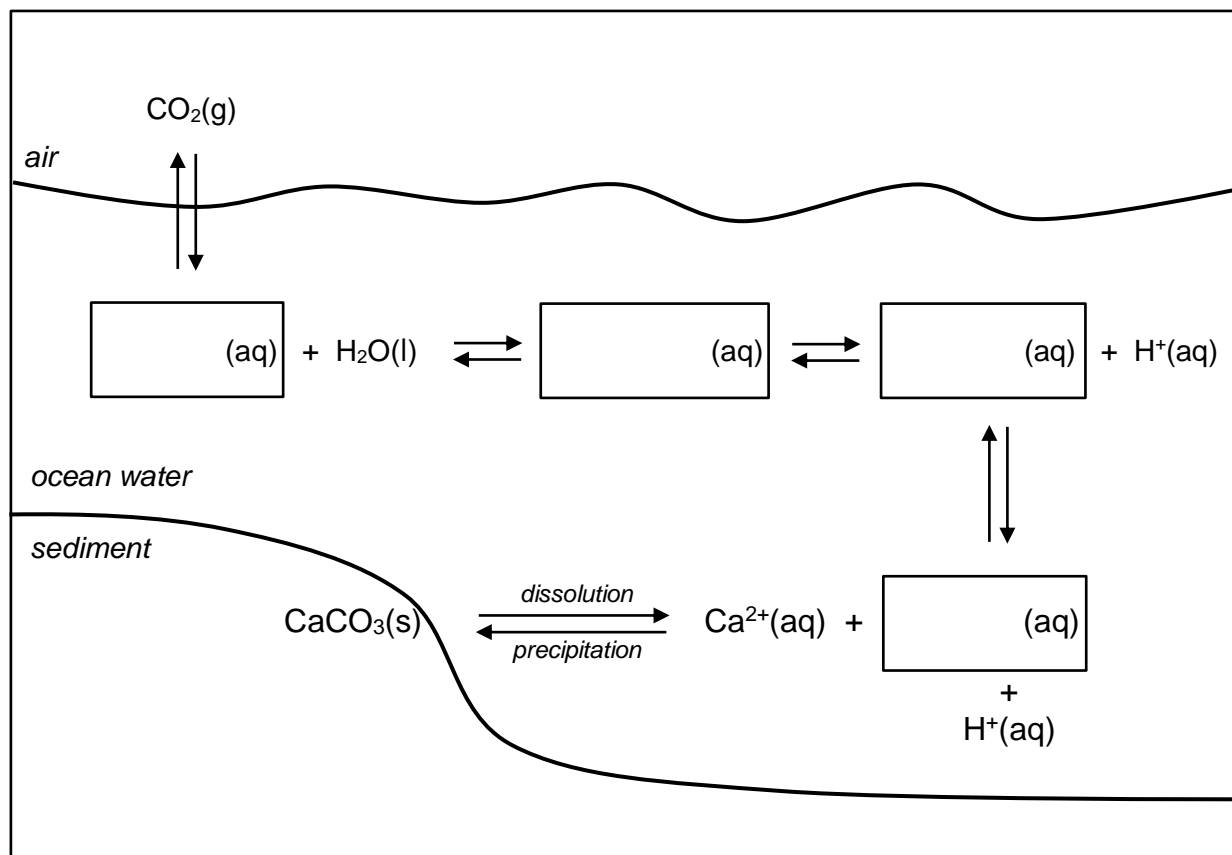 CO₂(g)
air
(aq) + H₂O(l) (aq) (aq) + H⁺(aq)
ocean water
sediment
dissolution
CaCO₃(s) Ca²⁺(aq) + (aq)
precipitation
+
H⁺(aq)